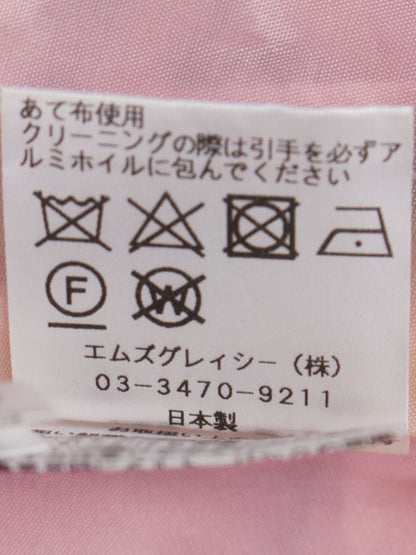 あて布使用
クリーニングの際は引手を必ずア
ルミホイルに包んでください
F
W
エムズグレイシー(株)
03-3470-9211
日本製